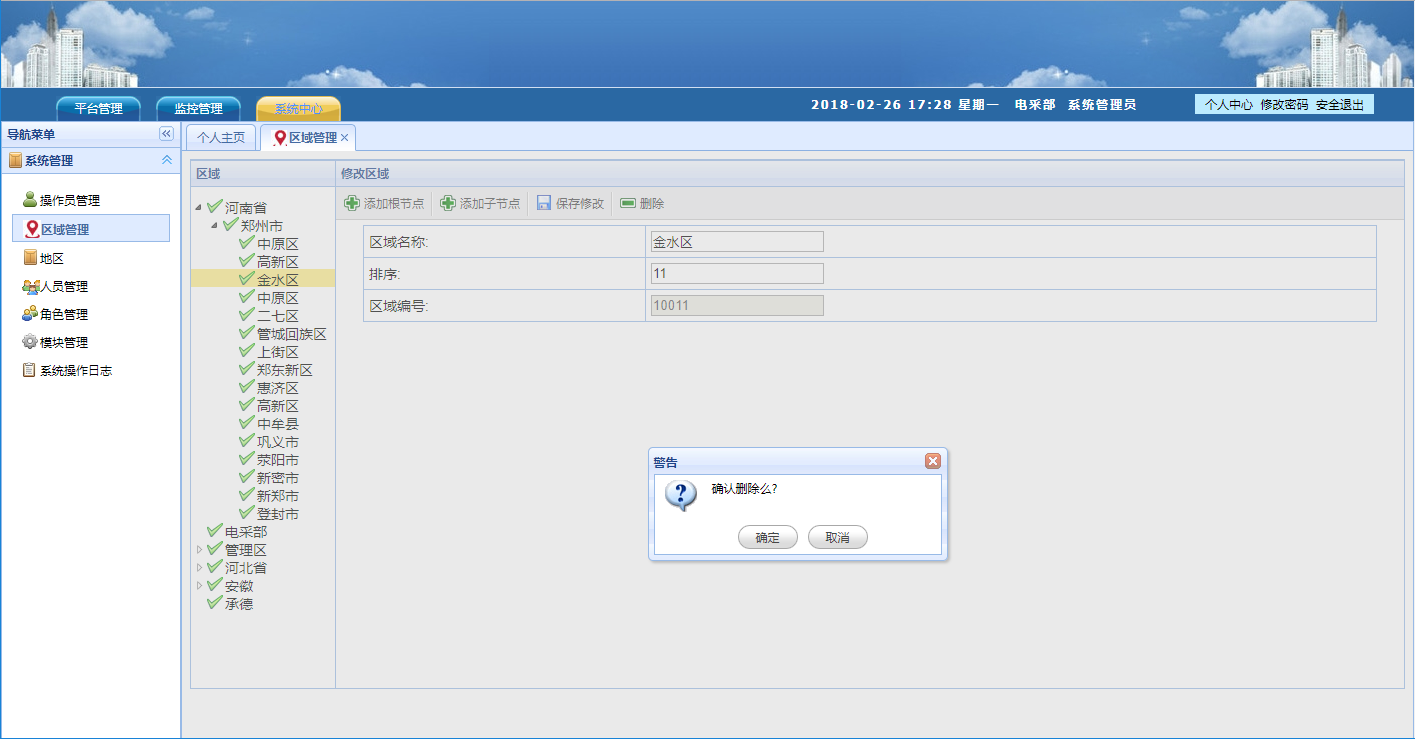 平台管理 监控管理 系统中心 2018-02-26 17:28 星期一 电采部 系统管理员 个人中心 修改密码 安全退出
导航菜单
系统管理
操作员管理
区域管理
地区
人员管理
角色管理
模块管理
系统操作日志
个人主页 区域管理
区域
河南省
郑州市
中原区
高新区
金水区
中原区
二七区
管城回族区
上街区
郑东新区
惠济区
高新区
中牟县
巩义市
荥阳市
新密市
新郑市
登封市
电采部
管理区
河北省
安徽
承德
修改区域
添加根节点 添加子节点 保存修改 删除
区域名称: 金水区
排序: 11
区域编号: 10011
警告
确认删除么?
确定 取消